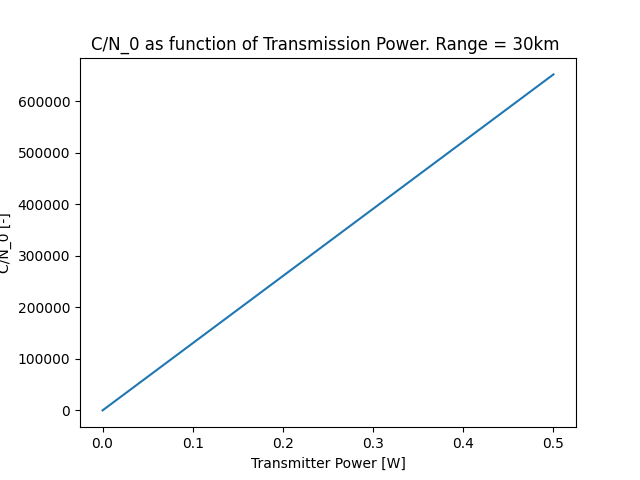 C/N_0 as function of Transmission Power. Range = 30km
600000
500000
400000
300000
200000
100000
0
C/N_0 [-]
0.0 0.1 0.2 0.3 0.4 0.5
Transmitter Power [W]